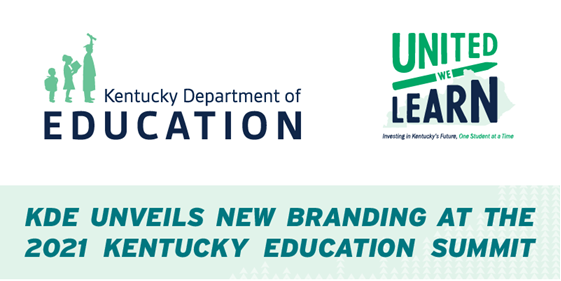 Kentucky Department of
EDUCATION
UNITED
WE
LEARN
Investing in Kentucky's Future, One Student at a Time
KDE UNVEILS NEW BRANDING AT THE
2021 KENTUCKY EDUCATION SUMMIT